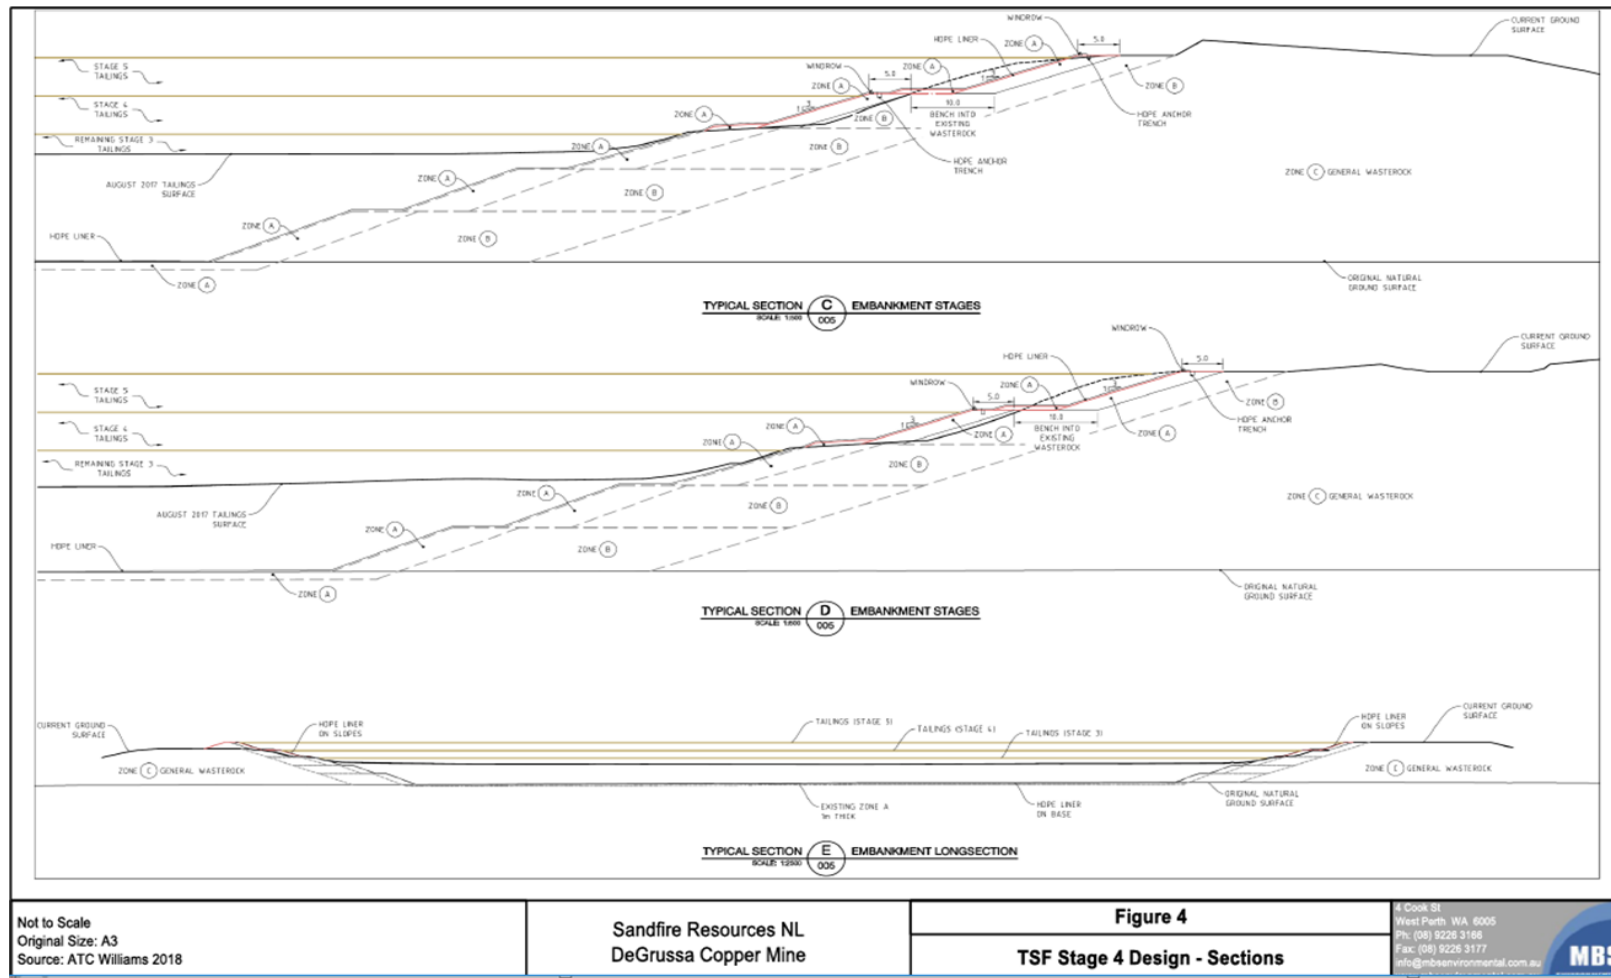 WINDROW
5.0
CURRENT GROUND
SURFACE
HDPE LINER
ZONE A
STAGE 5
TAILINGS
WINDROW
5.0
ZONE A
ZONE A
ZONE B
STAGE 4
TAILINGS
3
1
10.0
BENCH INTO
EXISTING
WASTEROCK
HDPE ANCHOR
TRENCH
ZONE A
ZONE B
REMAINING STAGE 3
TAILINGS
ZONE A
ZONE B
HDPE ANCHOR
TRENCH
AUGUST 2017 TAILINGS
SURFACE
ZONE A
ZONE B
ZONE C GENERAL WASTEROCK
HDPE LINER
ZONE A
ZONE B
ZONE A
ORIGINAL NATURAL
GROUND SURFACE
TYPICAL SECTION C EMBANKMENT STAGES
005
WINDROW
CURRENT GROUND
SURFACE
5.0
HDPE LINER
STAGE 5
TAILINGS
WINDROW
5.0
ZONE A
ZONE B
3
1
10.0
HDPE ANCHOR
TRENCH
STAGE 4
TAILINGS
ZONE A
ZONE A
ZONE A
BENCH INTO
EXISTING
WASTEROCK
ZONE A
REMAINING STAGE 3
TAILINGS
ZONE B
ZONE A
ZONE B
ZONE C GENERAL WASTEROCK
AUGUST 2017 TAILINGS
SURFACE
ZONE A
ZONE B
HDPE LINER
ZONE A
ORIGINAL NATURAL
GROUND SURFACE
TYPICAL SECTION D EMBANKMENT STAGES
005
CURRENT GROUND
SURFACE
HDPE LINER
ON SLOPES
TAILINGS (STAGE 5)
TAILINGS (STAGE 4)
TAILINGS (STAGE 3)
HDPE LINER
ON SLOPES
CURRENT GROUND
SURFACE
ZONE C GENERAL WASTEROCK
ZONE C GENERAL WASTEROCK
EXISTING ZONE A
1m THICK
HDPE LINER
ON BASE
ORIGINAL NATURAL
GROUND SURFACE
TYPICAL SECTION E EMBANKMENT LONGSECTION
SCALE: 1:2500
005
Not to Scale
Original Size: A3
Source: ATC Williams 2018
Sandfire Resources NL
DeGrussa Copper Mine
Figure 4
TSF Stage 4 Design - Sections
4 Cook St
West Perth WA 6005
Ph: (08) 9226 3166
Fax: (08) 9226 3177
info@mbsenvironmental.com.au
MBS